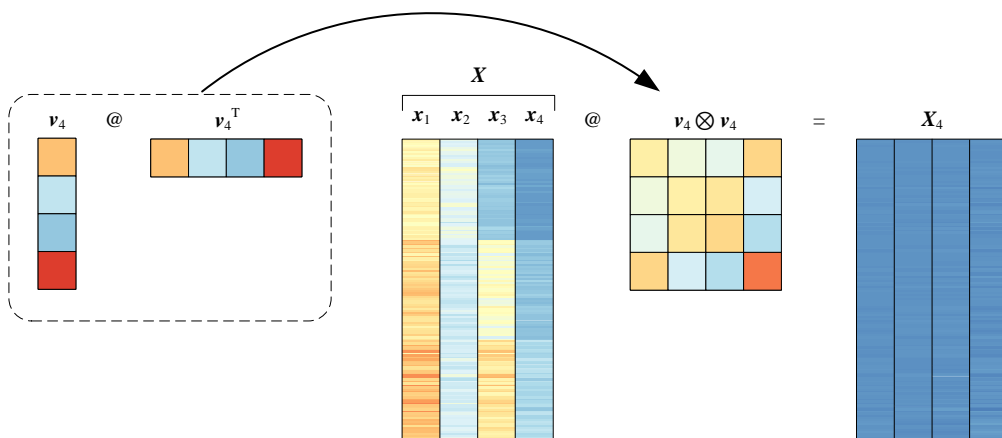 X
v₄ @ v₄ᵀ x₁ x₂ x₃ x₄ @ v₄ ⊗ v₄ = X₄